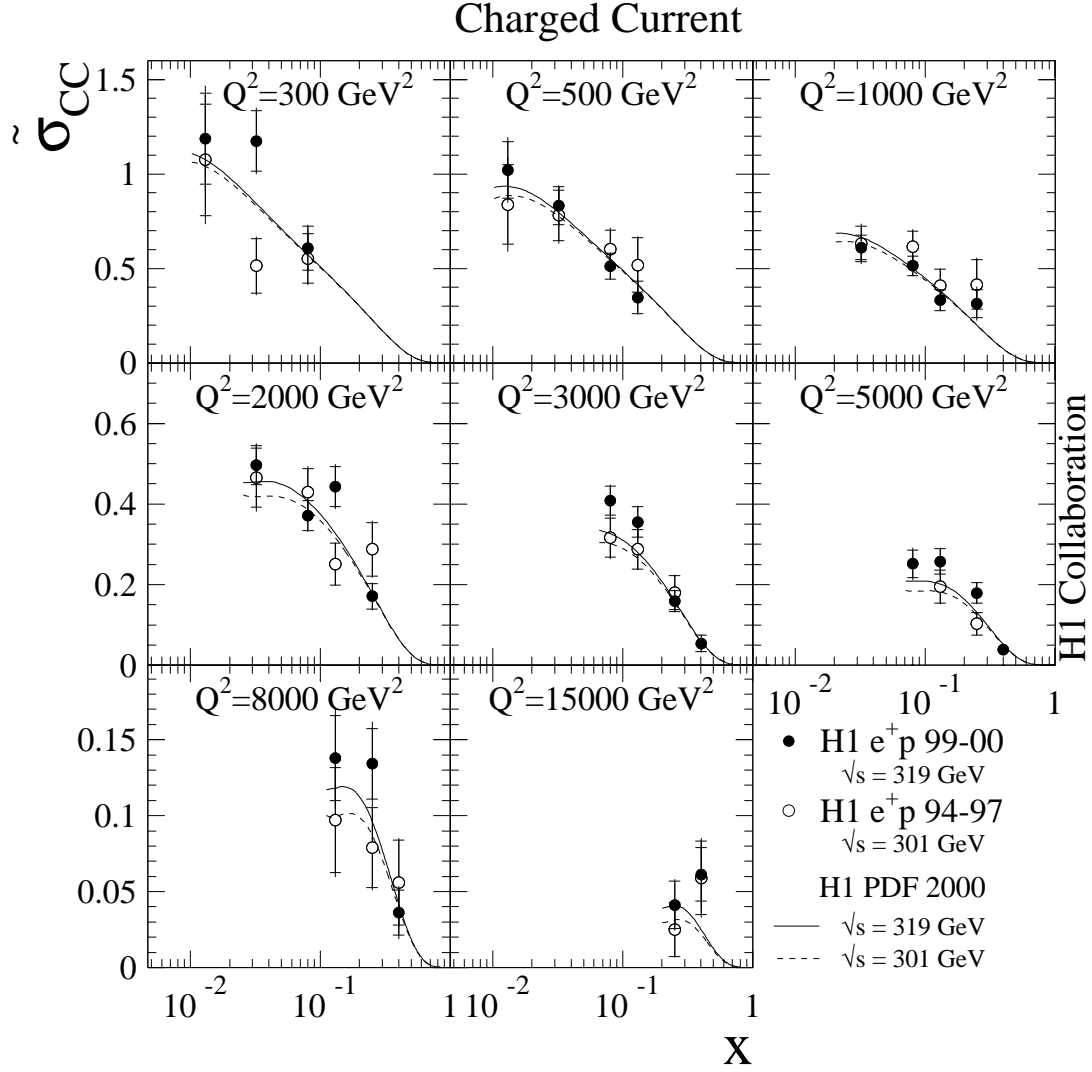 Charged Current
σ̃CC
Q²=300 GeV²
Q²=500 GeV²
Q²=1000 GeV²
1.5
1
0.5
0
Q²=2000 GeV²
Q²=3000 GeV²
Q²=5000 GeV²
0.6
0.4
0.2
0
H1 Collaboration
10⁻² 10⁻¹ 1
Q²=8000 GeV²
Q²=15000 GeV²
0.15
0.1
0.05
0
H1 e⁺p 99-00
√s = 319 GeV
H1 e⁺p 94-97
√s = 301 GeV
H1 PDF 2000
√s = 319 GeV
√s = 301 GeV
10⁻² 10⁻¹ 1
10⁻² 10⁻¹ 1
x